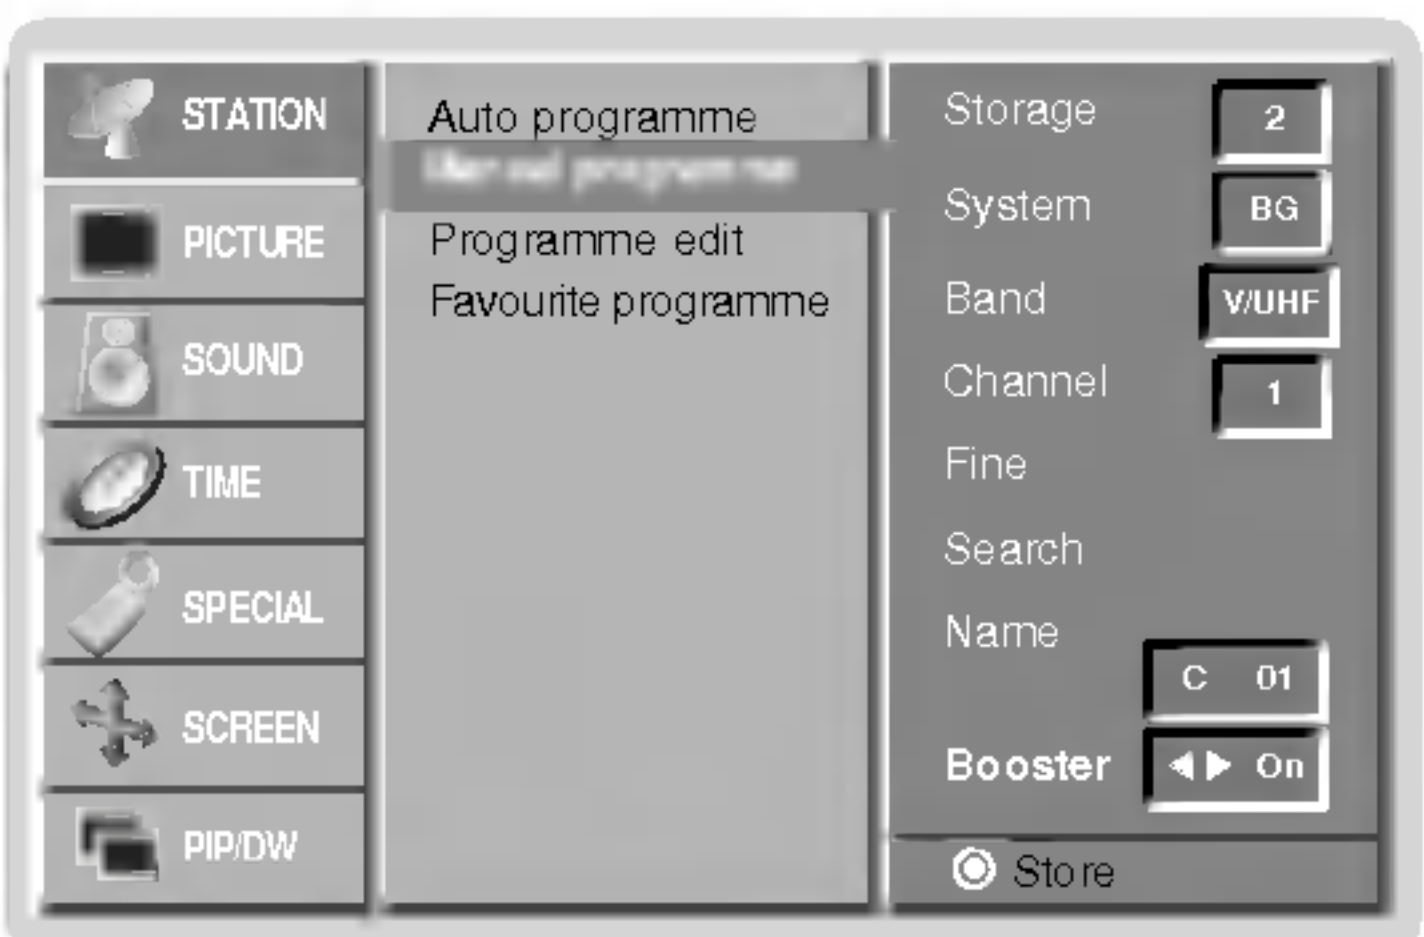 STATION
PICTURE
SOUND
TIME
SPECIAL
SCREEN
PIP/DW
Auto programme
programme
Programme edit
Favourite programme
Storage 2
System BG
Band V/UHF
Channel 1
Fine
Search
Name
C 01
Booster ◀▶ On
Store